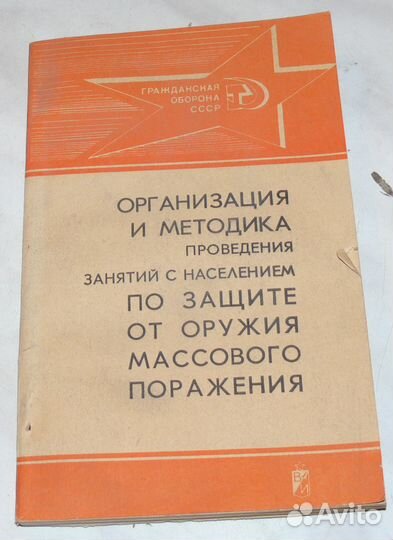 ГРАЖДАНСКАЯ
ОБОРОНА
СССР
ОРГАНИЗАЦИЯ
И МЕТОДИКА
ПРОВЕДЕНИЯ
ЗАНЯТИЙ С НАСЕЛЕНИЕМ
ПО ЗАЩИТЕ
ОТ ОРУЖИЯ
МАССОВОГО
ПОРАЖЕНИЯ
Avito